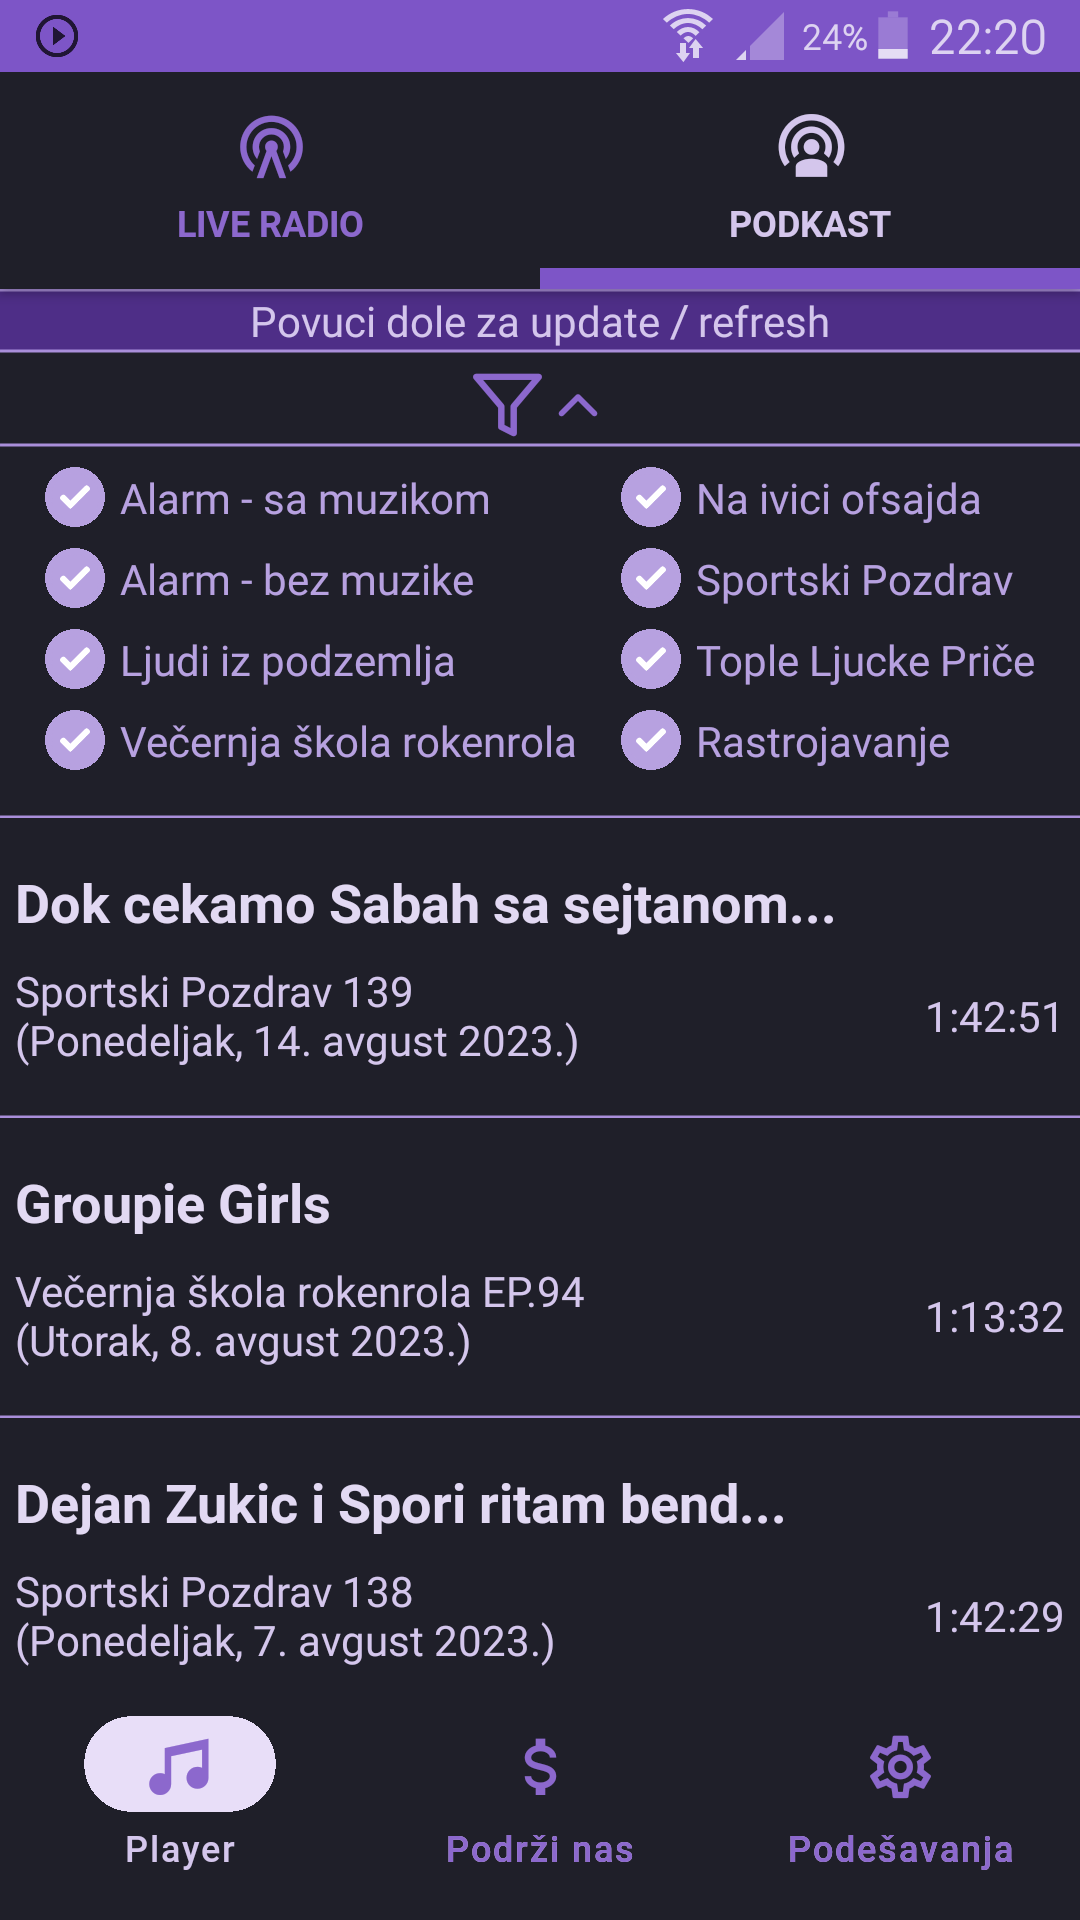 24% 22:20
LIVE RADIO PODKAST
Povuci dole za update / refresh
Alarm - sa muzikom Na ivici ofsajda
Alarm - bez muzike Sportski Pozdrav
Ljudi iz podzemlja Tople Ljucke Priče
Večernja škola rokenrola Rastrojavanje
Dok cekamo Sabah sa sejtanom...
Sportski Pozdrav 139
(Ponedeljak, 14. avgust 2023.)
1:42:51
Groupie Girls
Večernja škola rokenrola EP.94
(Utorak, 8. avgust 2023.)
1:13:32
Dejan Zukic i Spori ritam bend...
Sportski Pozdrav 138
(Ponedeljak, 7. avgust 2023.)
1:42:29
Player Podrži nas Podešavanja